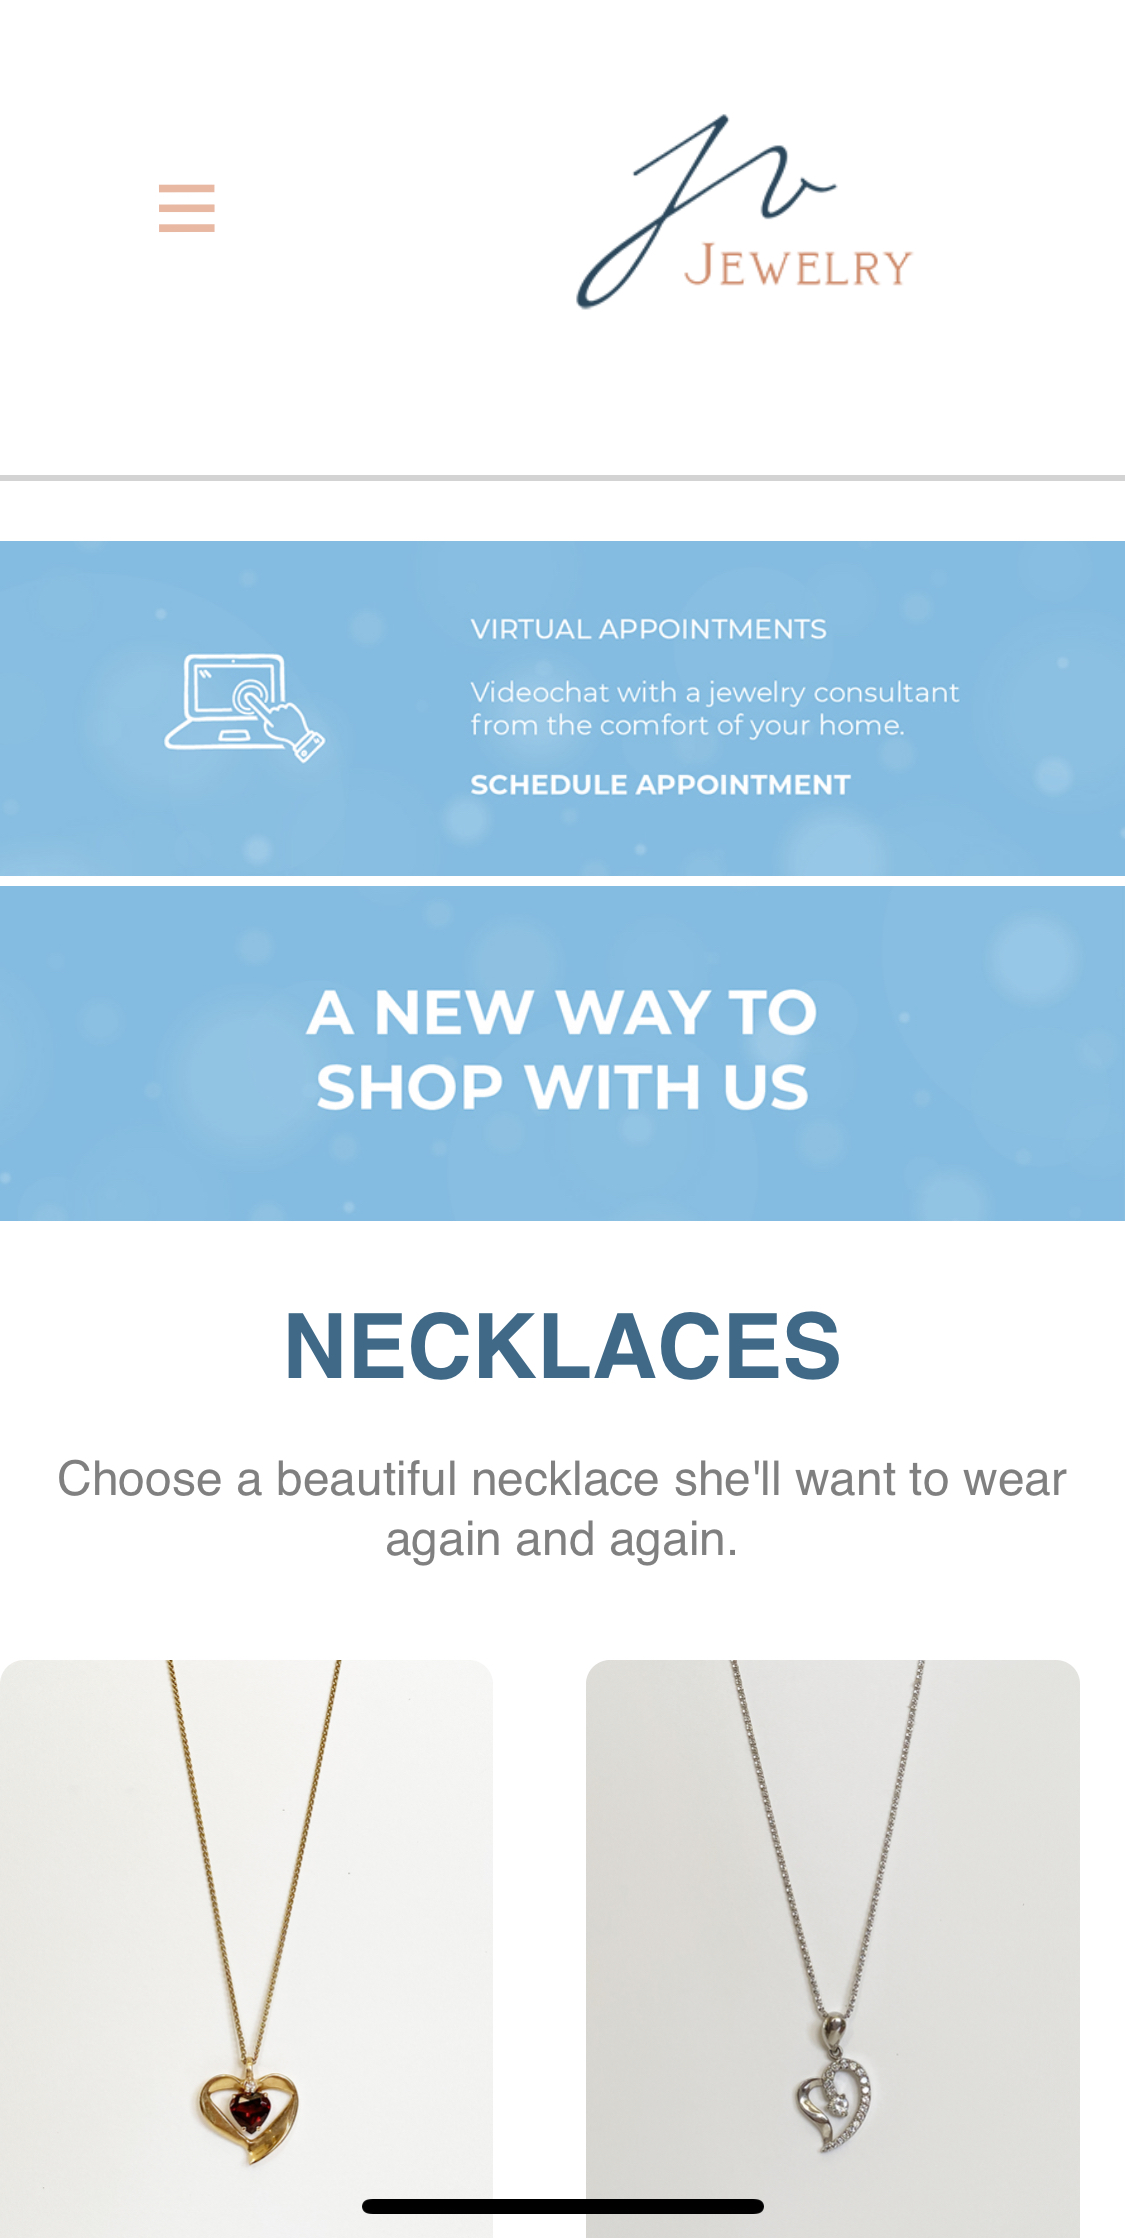 Jv
JEWELRY
VIRTUAL APPOINTMENTS
Videochat with a jewelry consultant
from the comfort of your home.
SCHEDULE APPOINTMENT
A NEW WAY TO
SHOP WITH US
NECKLACES
Choose a beautiful necklace she'll want to wear
again and again.